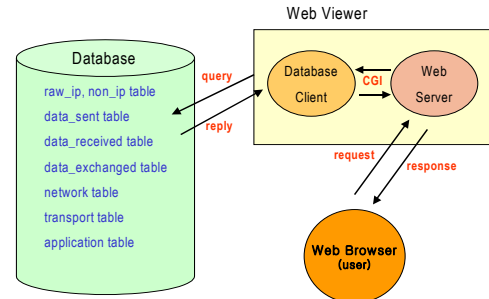 Web Viewer
Database
raw_ip, non_ip table
data_sent table
data_received table
data_exchanged table
network table
transport table
application table
query
reply
Database
Client
CGI
Web
Server
request
response
Web Browser
(user)